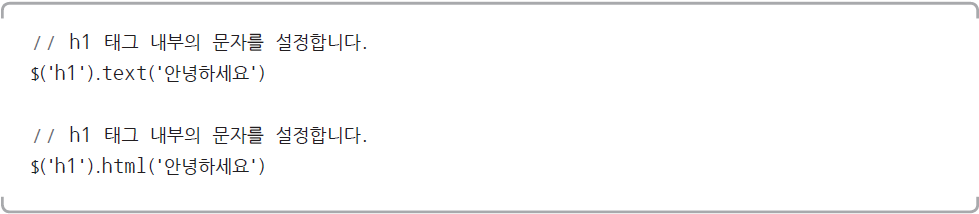 // h1 태그 내부의 문자를 설정합니다.
$('h1').text('안녕하세요')
// h1 태그 내부의 문자를 설정합니다.
$('h1').html('안녕하세요')